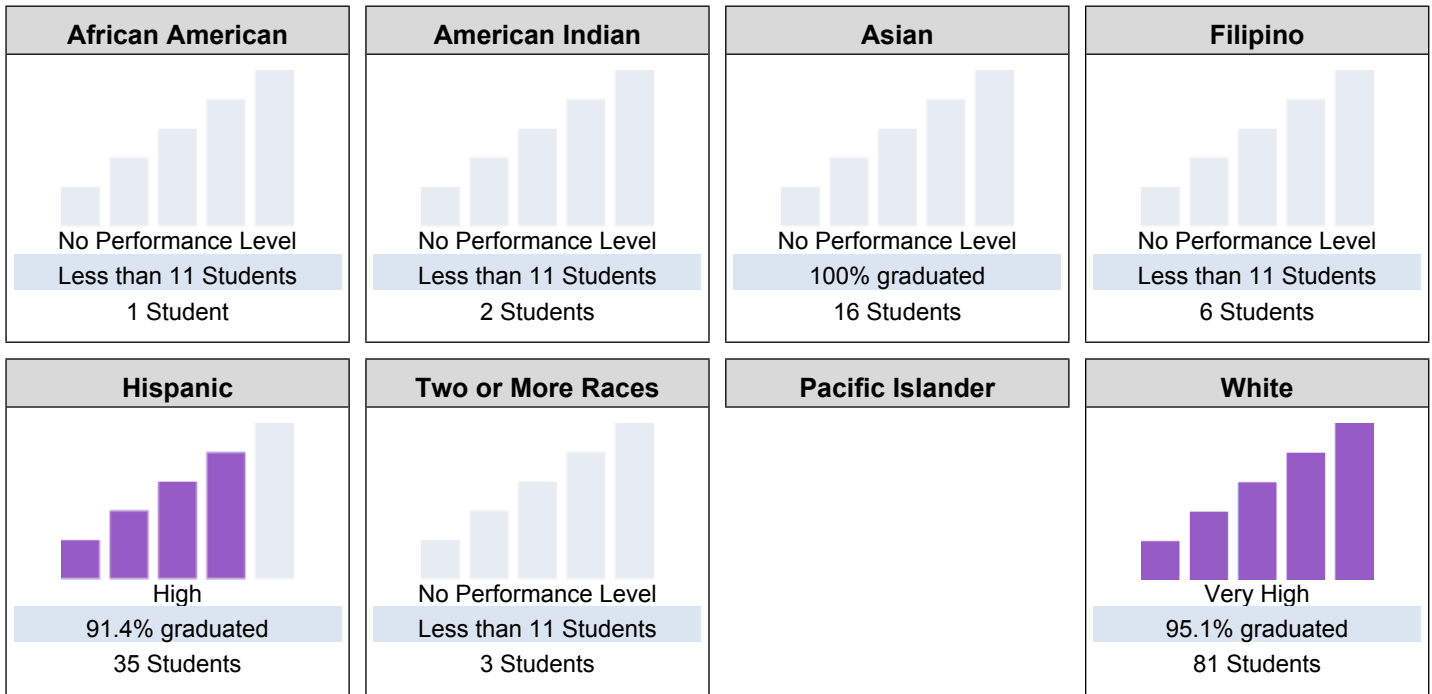 African American
No Performance Level
Less than 11 Students
1 Student
American Indian
No Performance Level
Less than 11 Students
2 Students
Asian
No Performance Level
100% graduated
16 Students
Filipino
No Performance Level
Less than 11 Students
6 Students
Hispanic
High
91.4% graduated
35 Students
Two or More Races
No Performance Level
Less than 11 Students
3 Students
Pacific Islander
White
Very High
95.1% graduated
81 Students